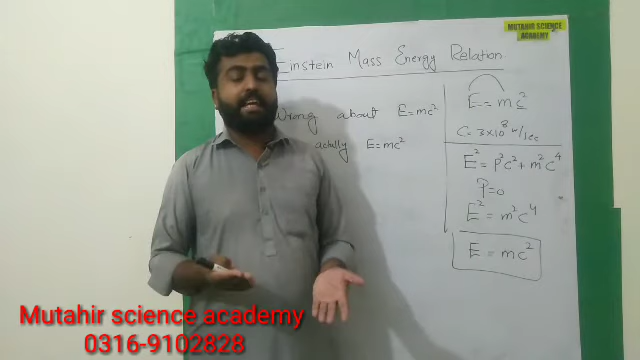 MUTAHIR SCIENCE
ACADEMY
Einstein Mass Energy Relation
Wrong about E=mc²
actully E=mc²
E = mc²
C = 3×10⁸ m/sec
E² = P²c² + m²c⁴
P=0
E² = m²c⁴
E = mc²
Mutahir science academy
0316-9102828